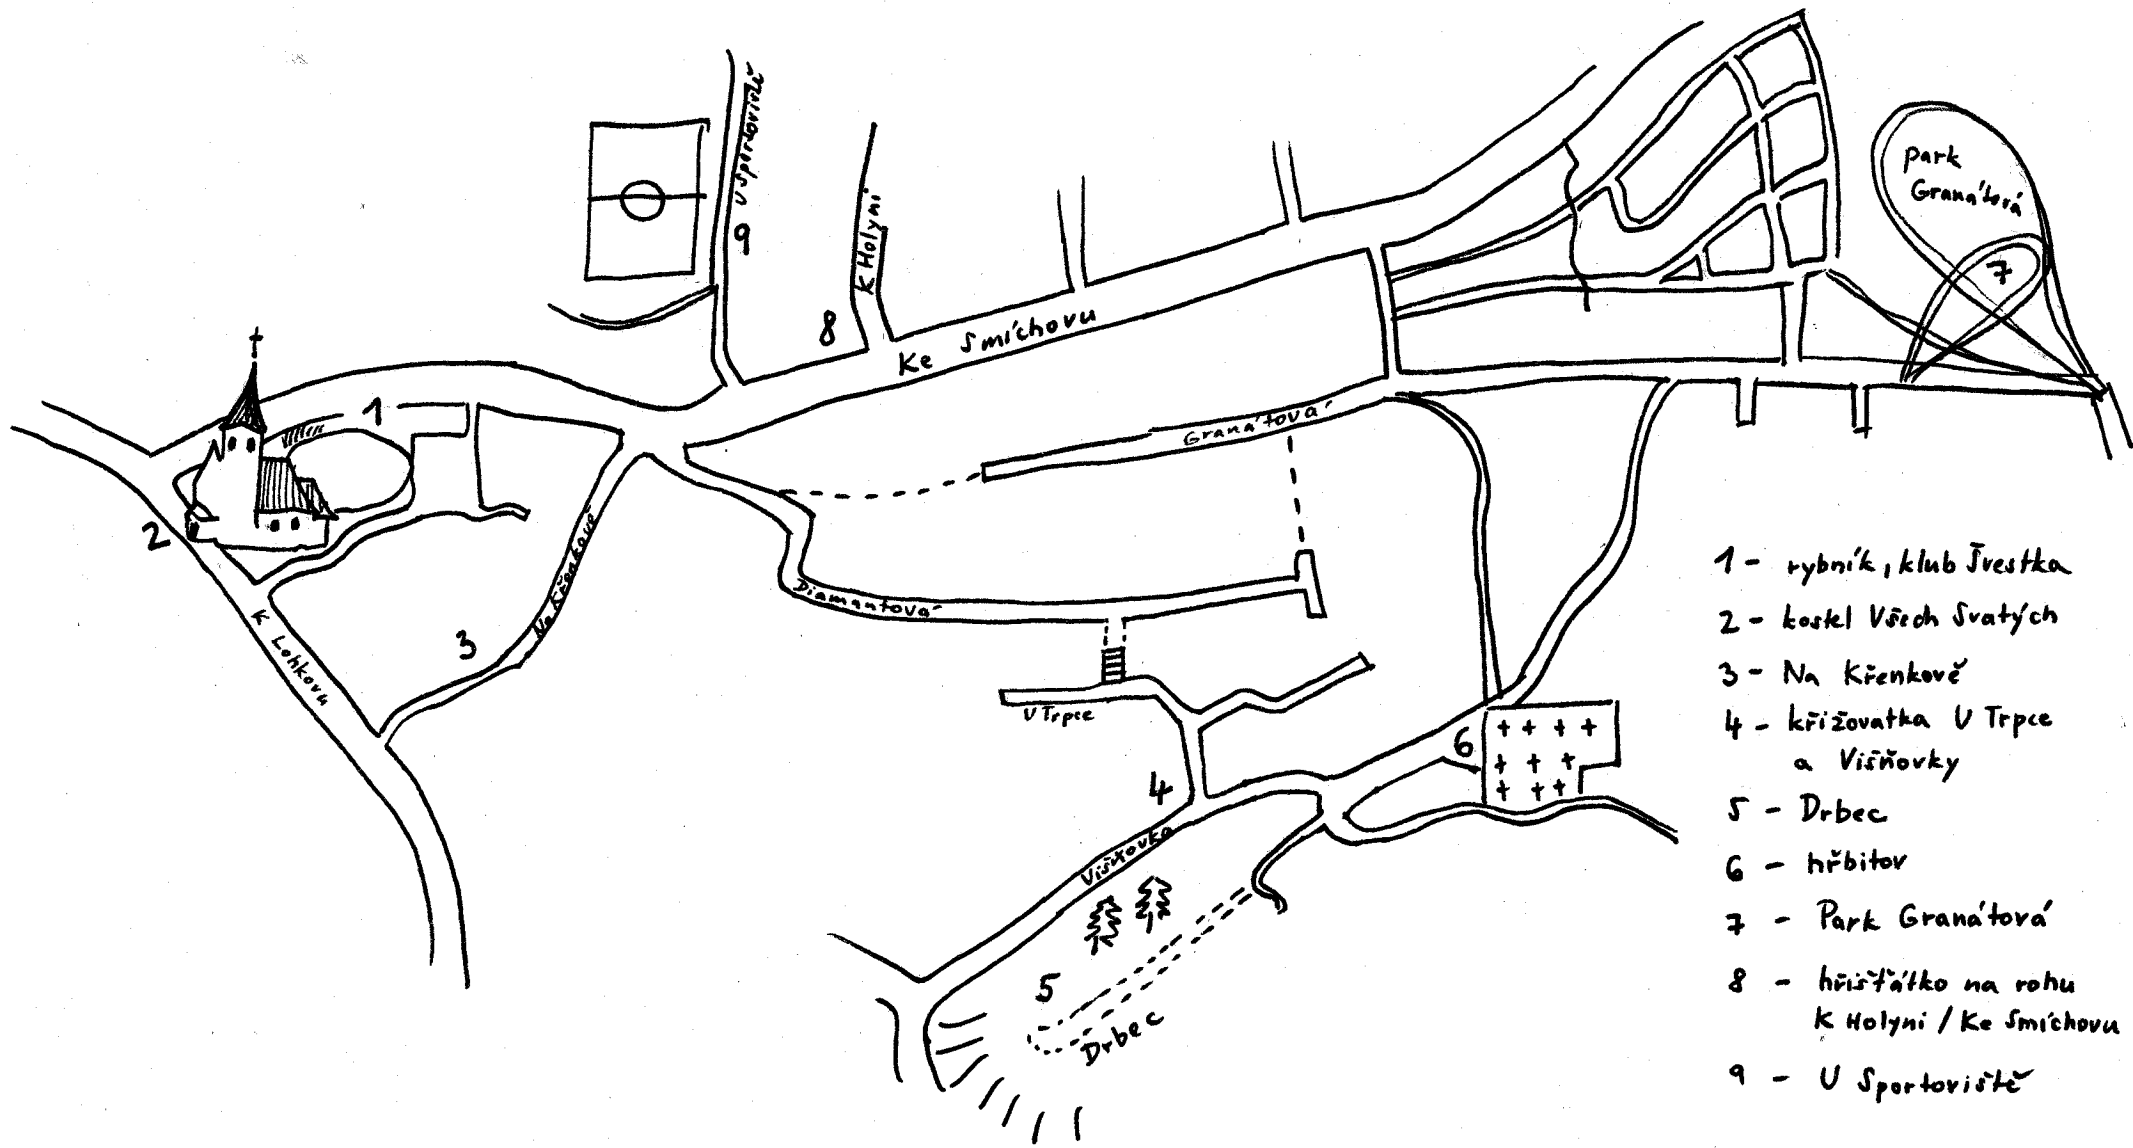 U Sportoviště
9
K Holyni
8
park
Granátová
7
Ke Smíchovu
1
Granátová
2
Na Křenkově
3
Diamantová
K Lohkovu
U Trpce
4
6
Višňovka
5
Drbec
1 - rybník, klub Švestka
2 - kostel Všech Svatých
3 - Na Křenkově
4 - křižovatka U Trpce
a Višňovky
5 - Drbec
6 - hřbitov
7 - Park Granátová
8 - hřišťátko na rohu
K Holyni / Ke Smíchovu
9 - U Sportoviště